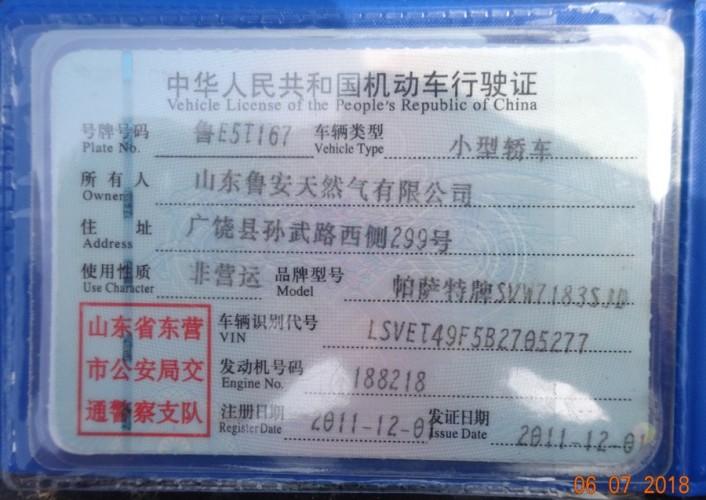 中华人民共和国机动车行驶证
Vehicle License of the People's Republic of China
号牌号码 鲁E5T167 车辆类型 小型轿车
Plate No. Vehicle Type
所有人 山东鲁安天然气有限公司
Owner
住址 广饶县孙武路西侧299号
Address
使用性质 非营运 品牌型号 帕萨特牌SVW7183SJD
Use Character Model
山东省东营
市公安局交
通警察支队
车辆识别代号 LSVET49F5B2705277
VIN
发动机号码 188218
Engine No.
注册日期 2011-12-01 发证日期 2011-12-01
Register Date Issue Date
06 07 2018